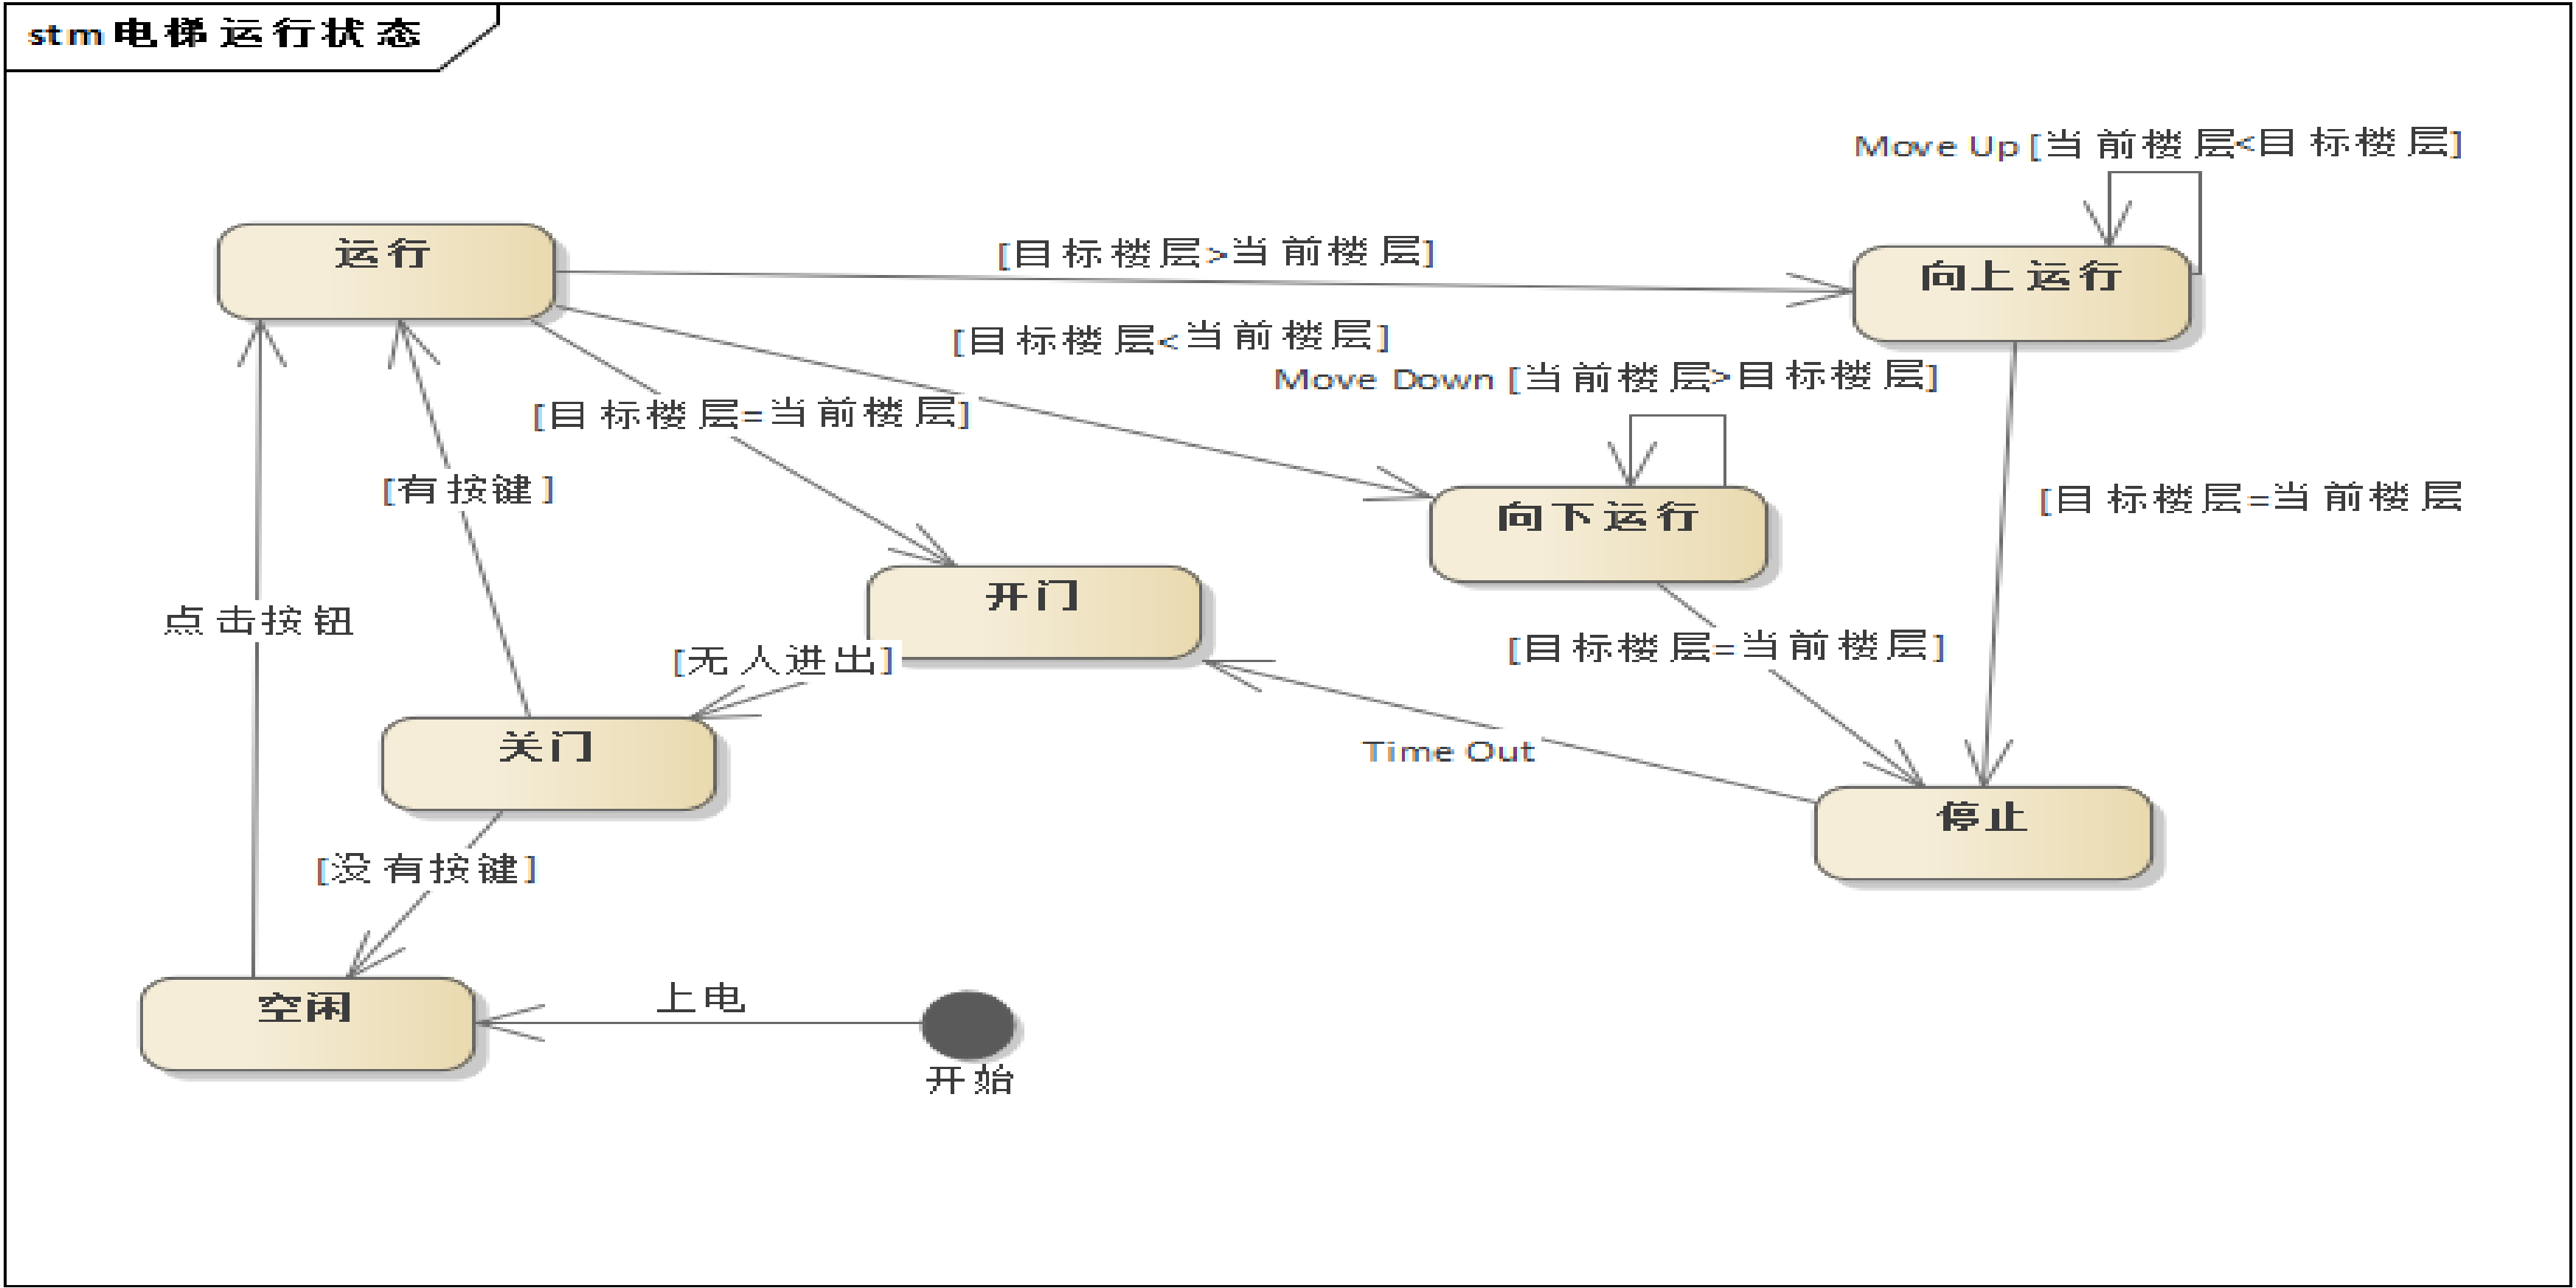 stm 电梯运行状态
Move Up [当前楼层<目标楼层]
运行
[目标楼层>当前楼层]
向上运行
[目标楼层<当前楼层]
Move Down [当前楼层>目标楼层]
[目标楼层=当前楼层]
[有按键]
向下运行
[目标楼层=当前楼层
开门
点击按钮
[无人进出]
[目标楼层=当前楼层]
关门
Time Out
停止
[没有按键]
空闲
上电
开始